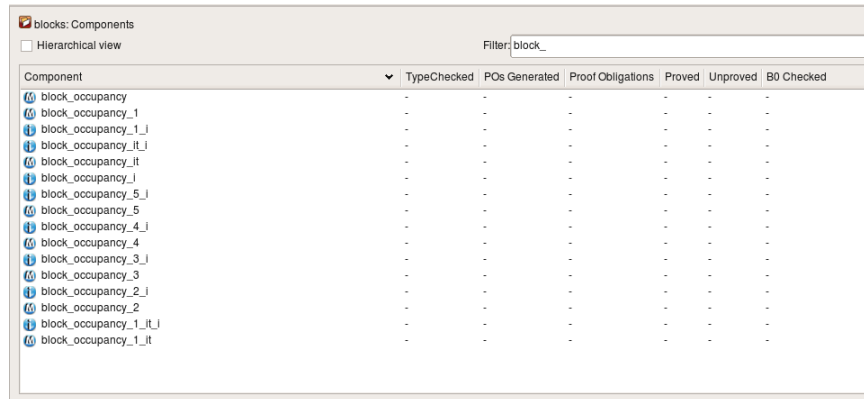 blocks: Components
Hierarchical view Filter: block_
Component TypeChecked POs Generated Proof Obligations Proved Unproved B0 Checked
block_occupancy - - - - - -
block_occupancy_1 - - - - - -
block_occupancy_1_i - - - - - -
block_occupancy_it_i - - - - - -
block_occupancy_it - - - - - -
block_occupancy_i - - - - - -
block_occupancy_5_i - - - - - -
block_occupancy_5 - - - - - -
block_occupancy_4_i - - - - - -
block_occupancy_4 - - - - - -
block_occupancy_3_i - - - - - -
block_occupancy_3 - - - - - -
block_occupancy_2_i - - - - - -
block_occupancy_2 - - - - - -
block_occupancy_1_it_i - - - - - -
block_occupancy_1_it - - - - - -